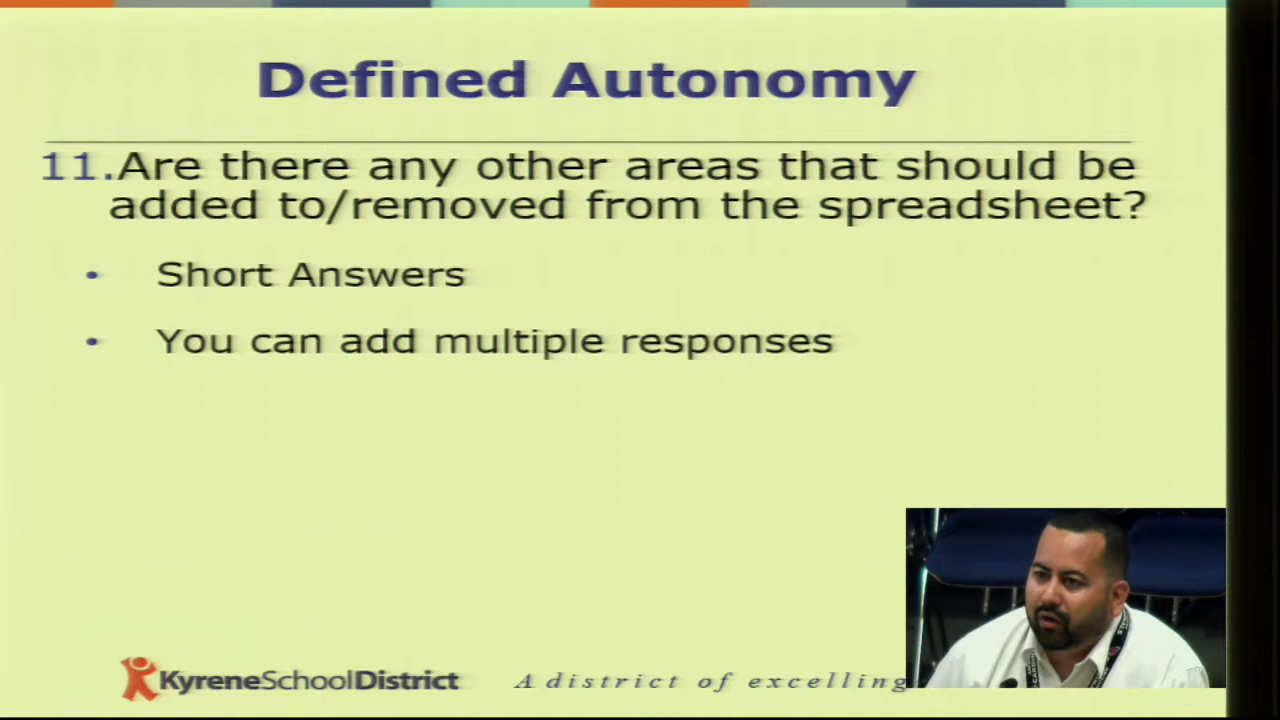 Defined Autonomy
11.Are there any other areas that should be
added to/removed from the spreadsheet?
• Short Answers
• You can add multiple responses
KyreneSchoolDistrict A district of excelling